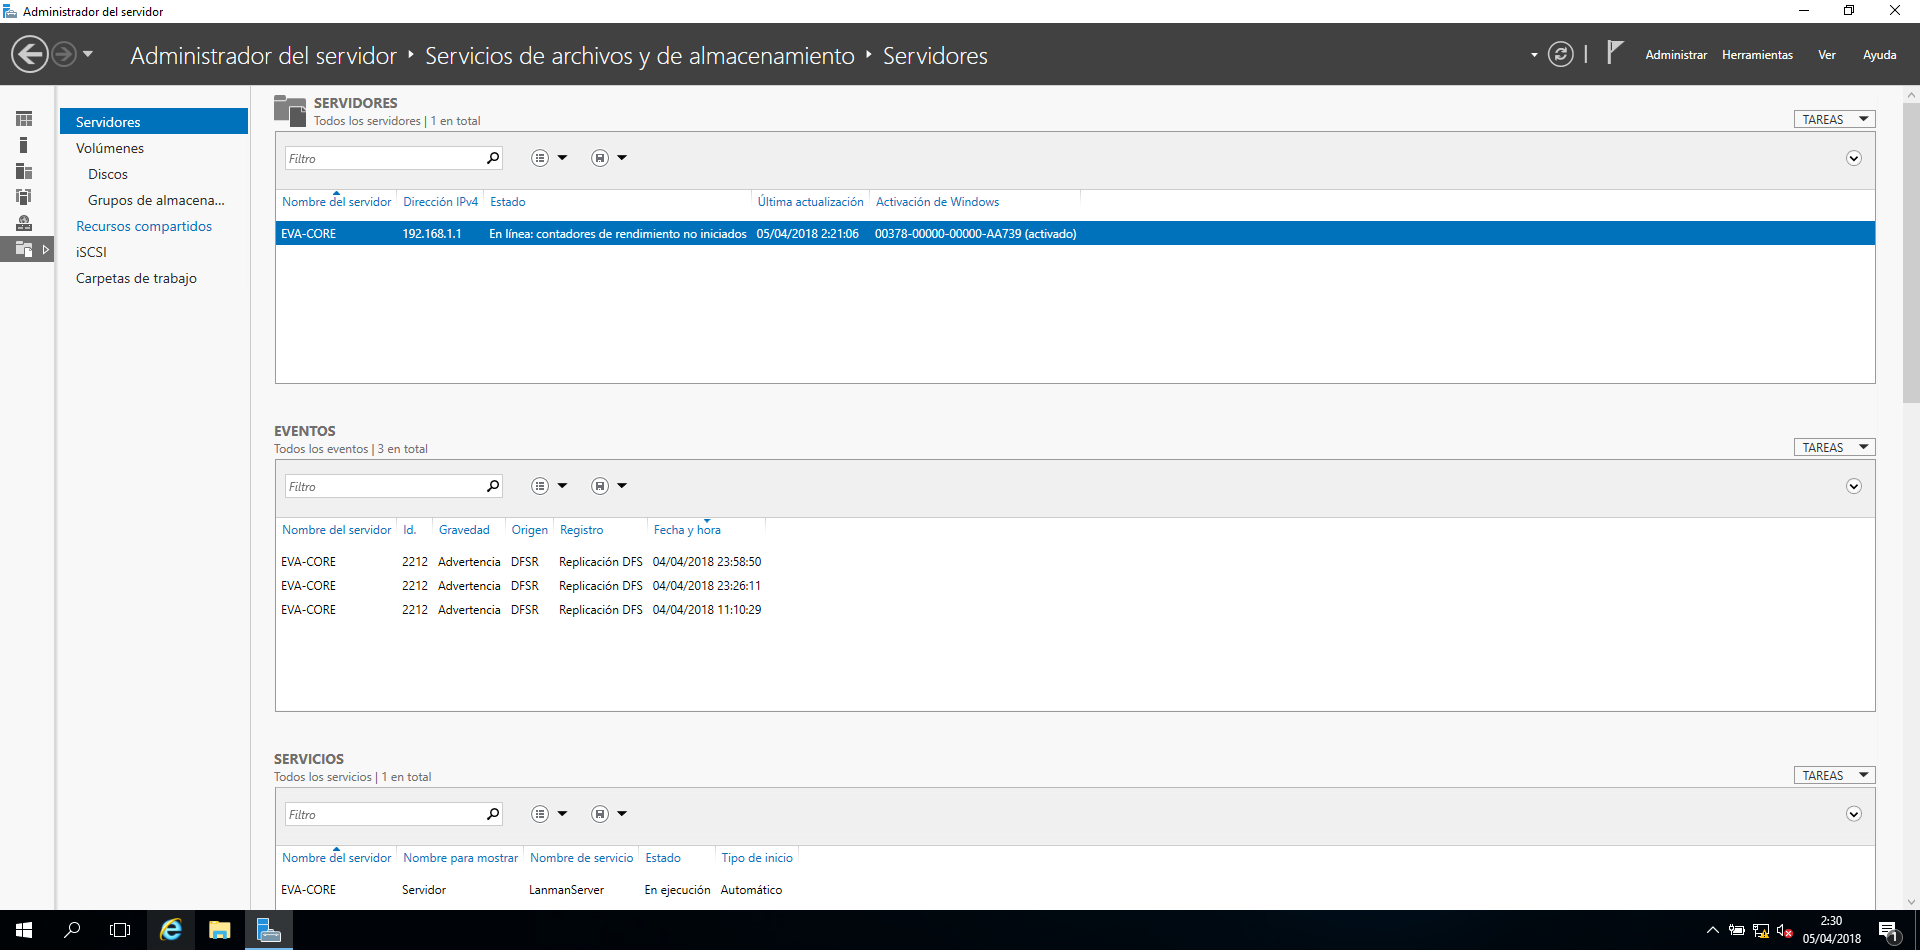 Administrador del servidor
Administrador del servidor ‣ Servicios de archivos y de almacenamiento ‣ Servidores
Administrar Herramientas Ver Ayuda
Servidores
Volúmenes
Discos
Grupos de almacena...
Recursos compartidos
iSCSI
Carpetas de trabajo
SERVIDORES
Todos los servidores | 1 en total
TAREAS
Filtro
Nombre del servidor Dirección IPv4 Estado Última actualización Activación de Windows
EVA-CORE 192.168.1.1 En línea: contadores de rendimiento no iniciados 05/04/2018 2:21:06 00378-00000-00000-AA739 (activado)
EVENTOS
Todos los eventos | 3 en total
TAREAS
Filtro
Nombre del servidor Id. Gravedad Origen Registro Fecha y hora
EVA-CORE 2212 Advertencia DFSR Replicación DFS 04/04/2018 23:58:50
EVA-CORE 2212 Advertencia DFSR Replicación DFS 04/04/2018 23:26:11
EVA-CORE 2212 Advertencia DFSR Replicación DFS 04/04/2018 11:10:29
SERVICIOS
Todos los servicios | 1 en total
TAREAS
Filtro
Nombre del servidor Nombre para mostrar Nombre de servicio Estado Tipo de inicio
EVA-CORE Servidor LanmanServer En ejecución Automático
2:30
05/04/2018
1